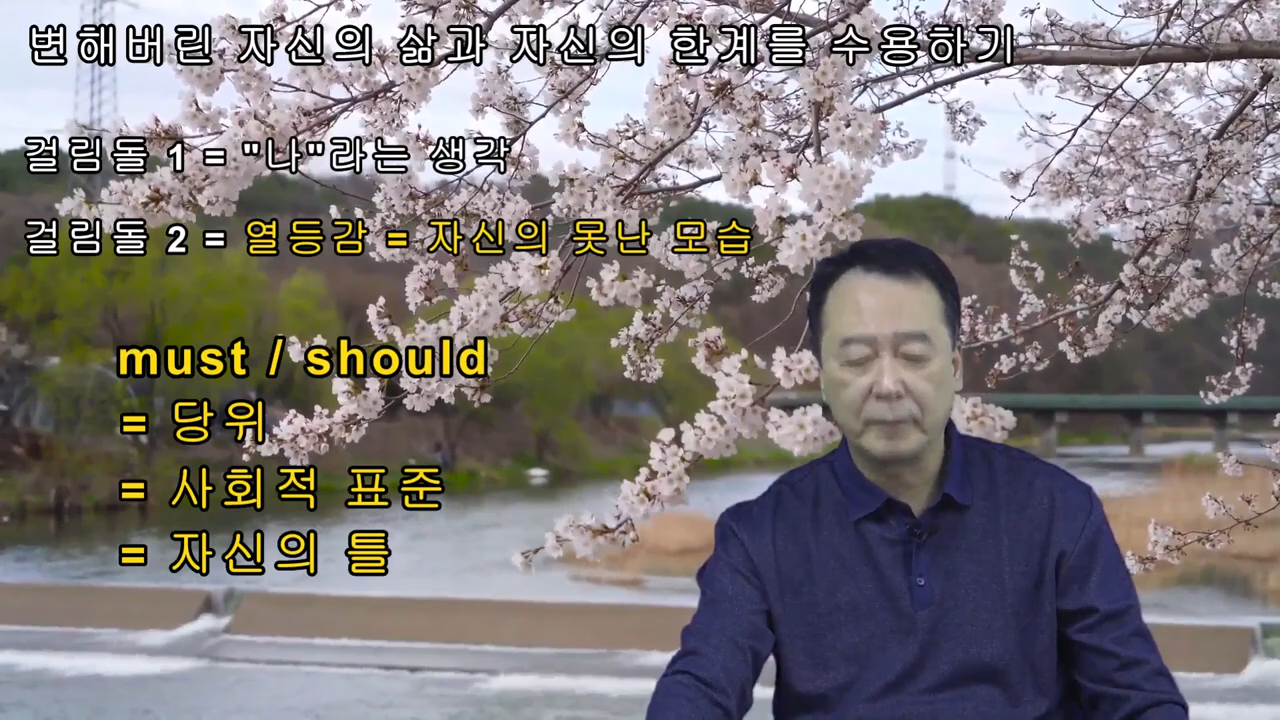 변해버린 자신의 삶과 자신의 한계를 수용하기
걸림돌 1 = "나"라는 생각
걸림돌 2 = 열등감 = 자신의 못난 모습
must / should
= 당위
= 사회적 표준
= 자신의 틀